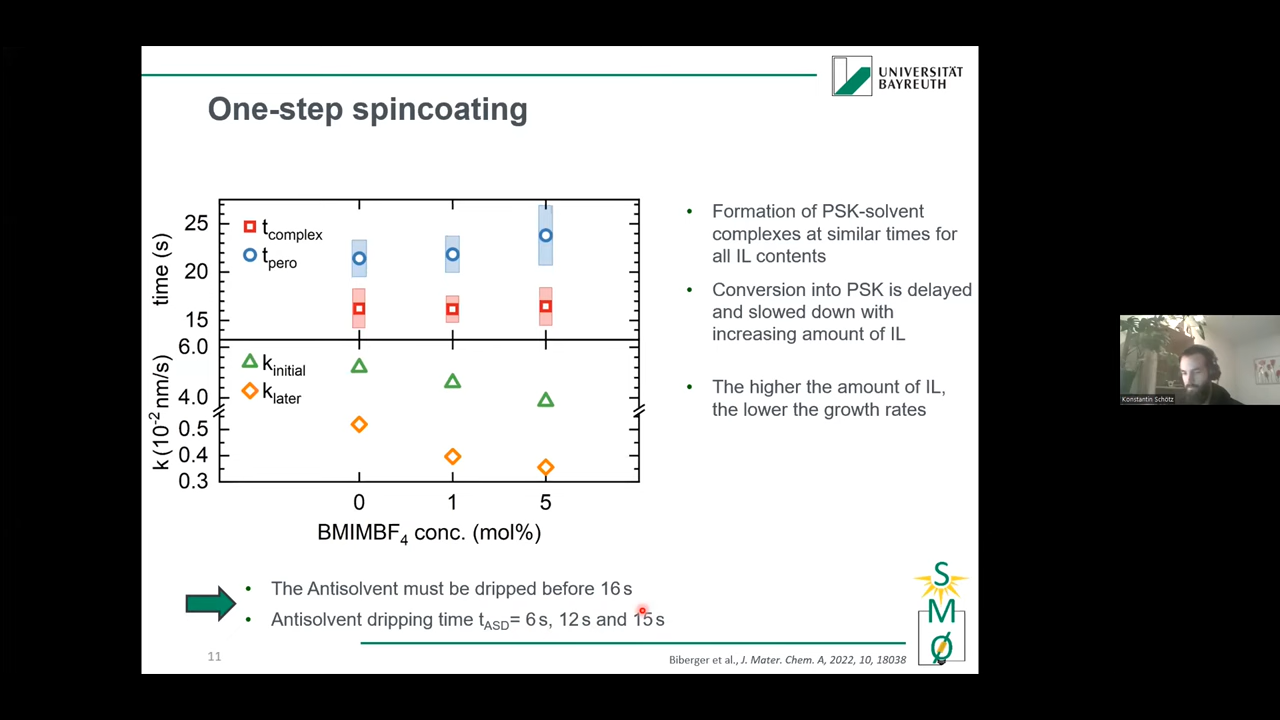 UNIVERSITÄT
BAYREUTH
One-step spincoating
25
20
15
time (s)
t_complex
t_pero
6.0
4.0
0.5
0.4
0.3
k (10⁻² nm/s)
k_initial
k_later
0
1
5
BMIMBF₄ conc. (mol%)
• Formation of PSK-solvent
complexes at similar times for
all IL contents
• Conversion into PSK is delayed
and slowed down with
increasing amount of IL
• The higher the amount of IL,
the lower the growth rates
• The Antisolvent must be dripped before 16 s
• Antisolvent dripping time t_ASD= 6 s, 12 s and 15 s
11
Biberger et al., J. Mater. Chem. A, 2022, 10, 18038
S
M
Ø
Konstantin Schötz